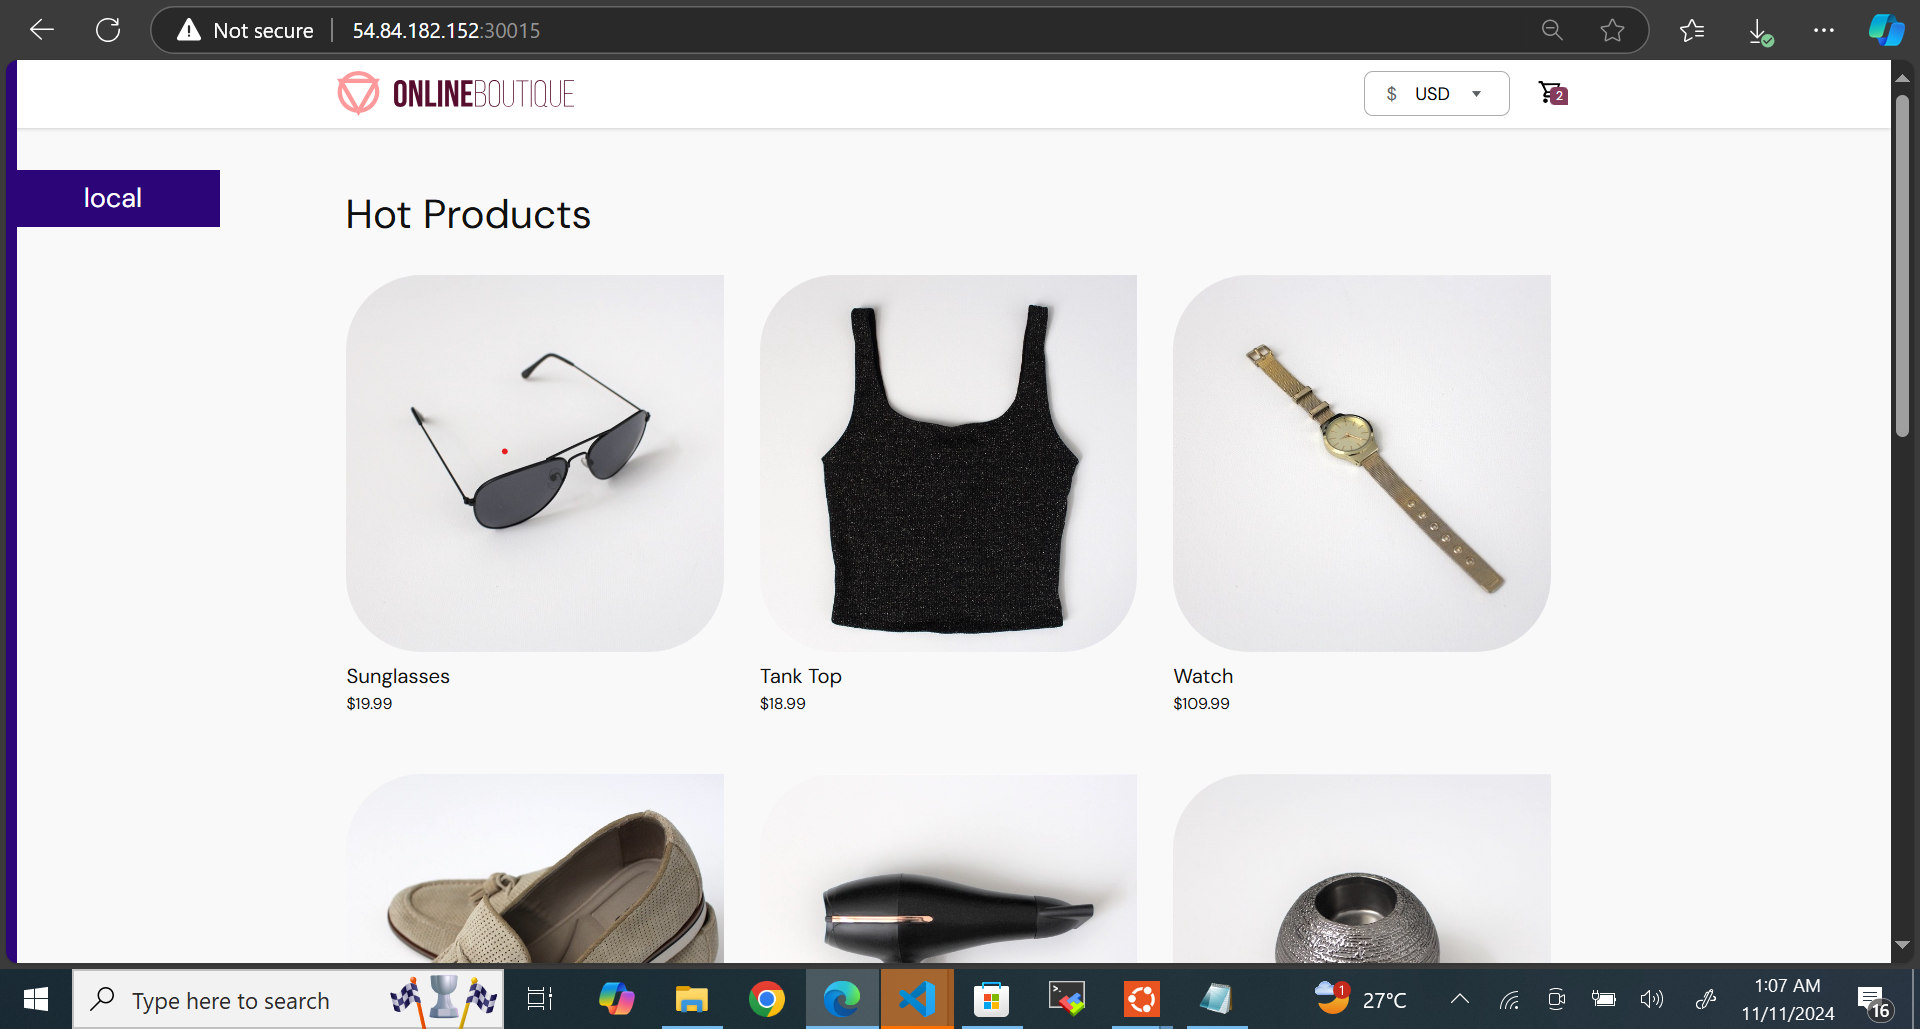 Not secure
54.84.182.152:30015
ONLINEBOUTIQUE
$ USD
2
local
Hot Products
Sunglasses
$19.99
Tank Top
$18.99
Watch
$109.99
Type here to search
1
27°C
1:07 AM
11/11/2024
16